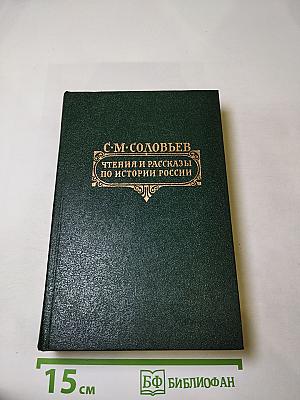 С·М·СОЛОВЬЕВ
ЧТЕНИЯ И РАССКАЗЫ
ПО ИСТОРИИ РОССИИ
15 см
БФ БИБЛИОФАН